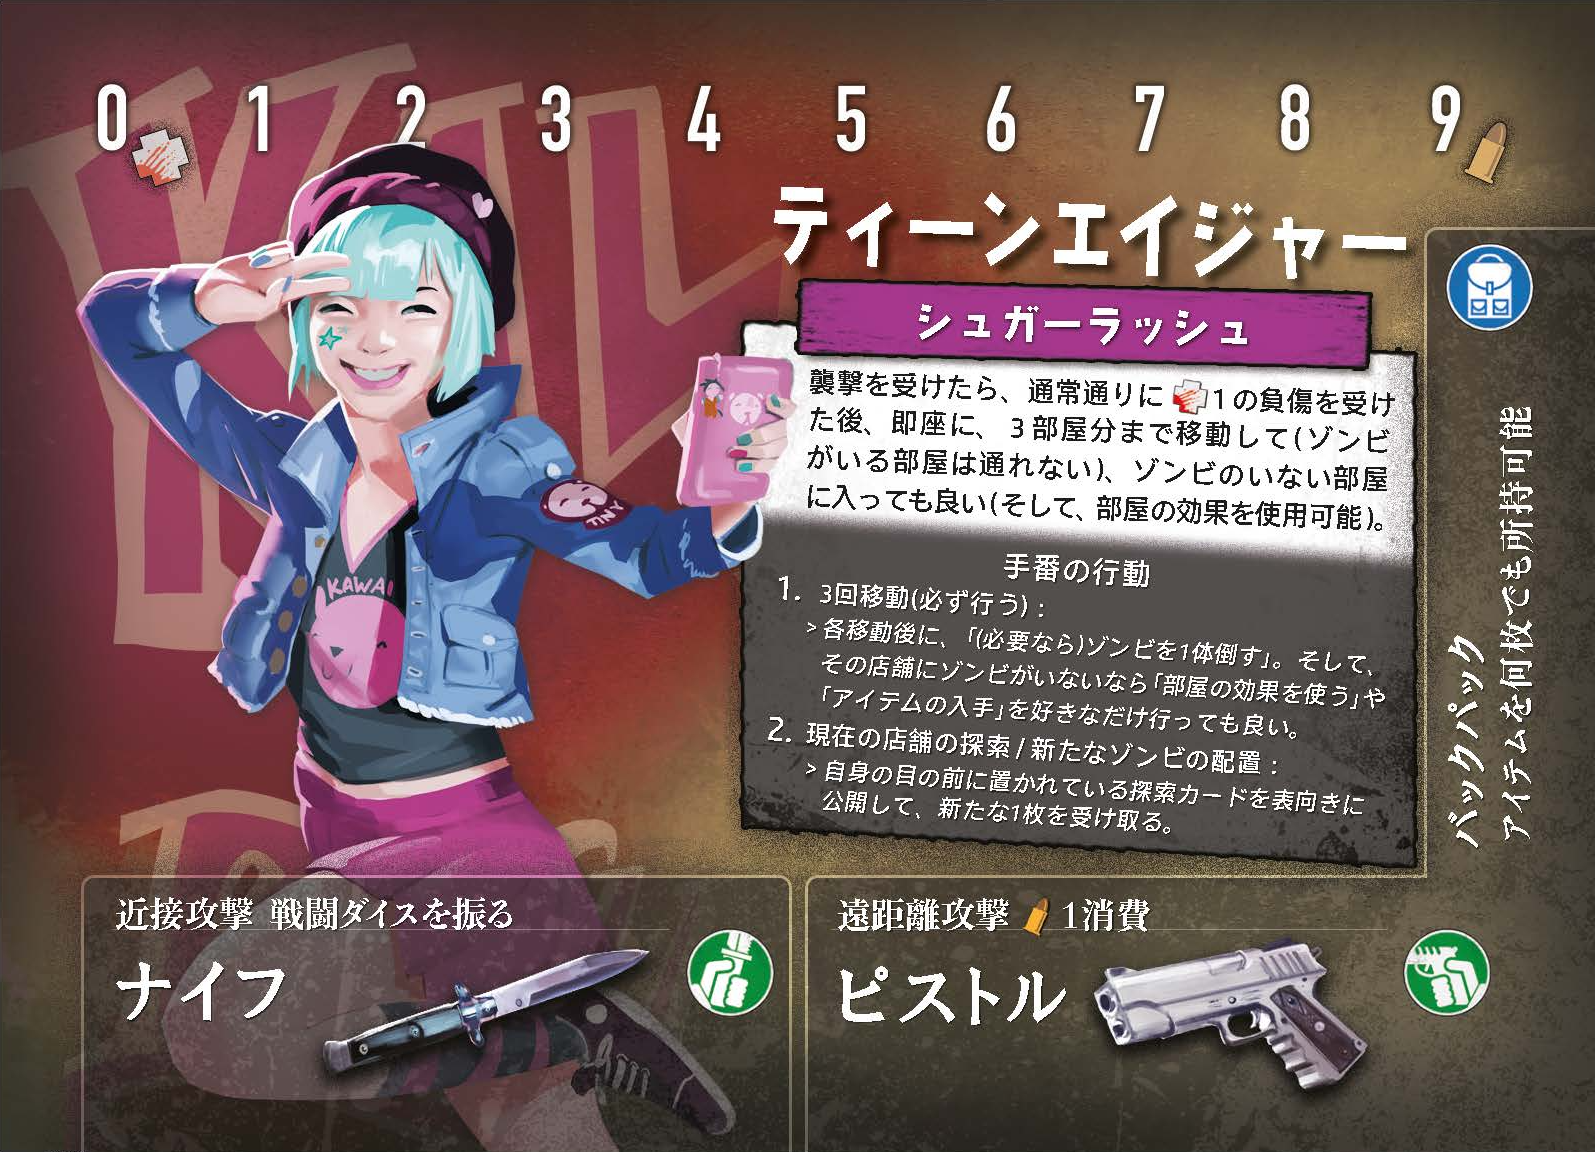 0 1 2 3 4 5 6 7 8 9
ティーンエイジャー
シュガーラッシュ
襲撃を受けたら、通常通りに 1の負傷を受け
た後、即座に、3部屋分まで移動して(ゾンビ
がいる部屋は通れない)、ゾンビのいない部屋
に入っても良い(そして、部屋の効果を使用可能)。
手番の行動
1. 3回移動(必ず行う)：
> 各移動後に、「(必要なら)ゾンビを1体倒す」。そして、
その店舗にゾンビがいないなら「部屋の効果を使う」や
「アイテムの入手」を好きなだけ行っても良い。
2. 現在の店舗の探索 / 新たなゾンビの配置：
> 自身の目の前に置かれている探索カードを表向きに
公開して、新たな1枚を受け取る。
バックパック
アイテムを何枚でも所持可能
TINY
KAWAI
近接攻撃 戦闘ダイスを振る
ナイフ
遠距離攻撃 1消費
ピストル